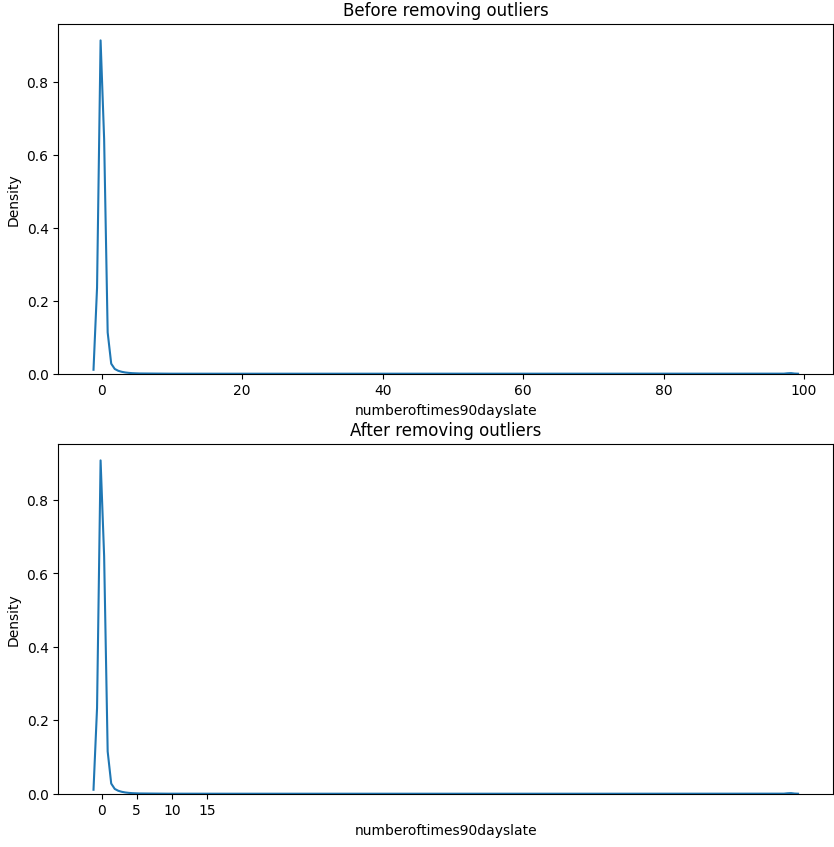 Before removing outliers
Density
0.8
0.6
0.4
0.2
0.0
0 20 40 60 80 100
numberoftimes90dayslate
After removing outliers
Density
0.8
0.6
0.4
0.2
0.0
0 5 10 15
numberoftimes90dayslate